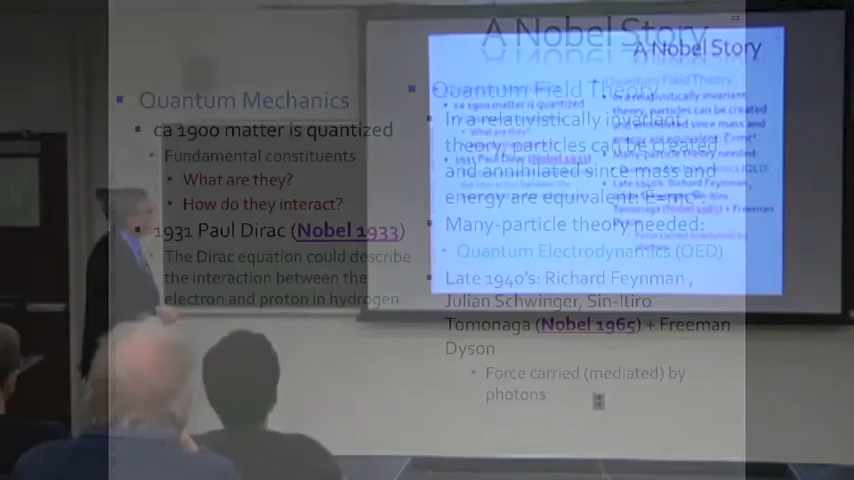 A Nobel Story
A Nobel Story
Quantum Mechanics
ca 1900 matter is quantized
Fundamental constituents
What are they?
How do they interact?
1931 Paul Dirac (Nobel 1933)
The Dirac equation could describe
the interaction between the
electron and proton in hydrogen
Quantum Field Theory
In a relativistically invariant
theory, particles can be created
and annihilated since mass and
energy are equivalent: E=mc².
Many-particle theory needed:
Quantum Electrodynamics (QED)
Late 1940's: Richard Feynman ,
Julian Schwinger, Sin-Itiro
Tomonaga (Nobel 1965) + Freeman
Dyson
Force carried (mediated) by
photons